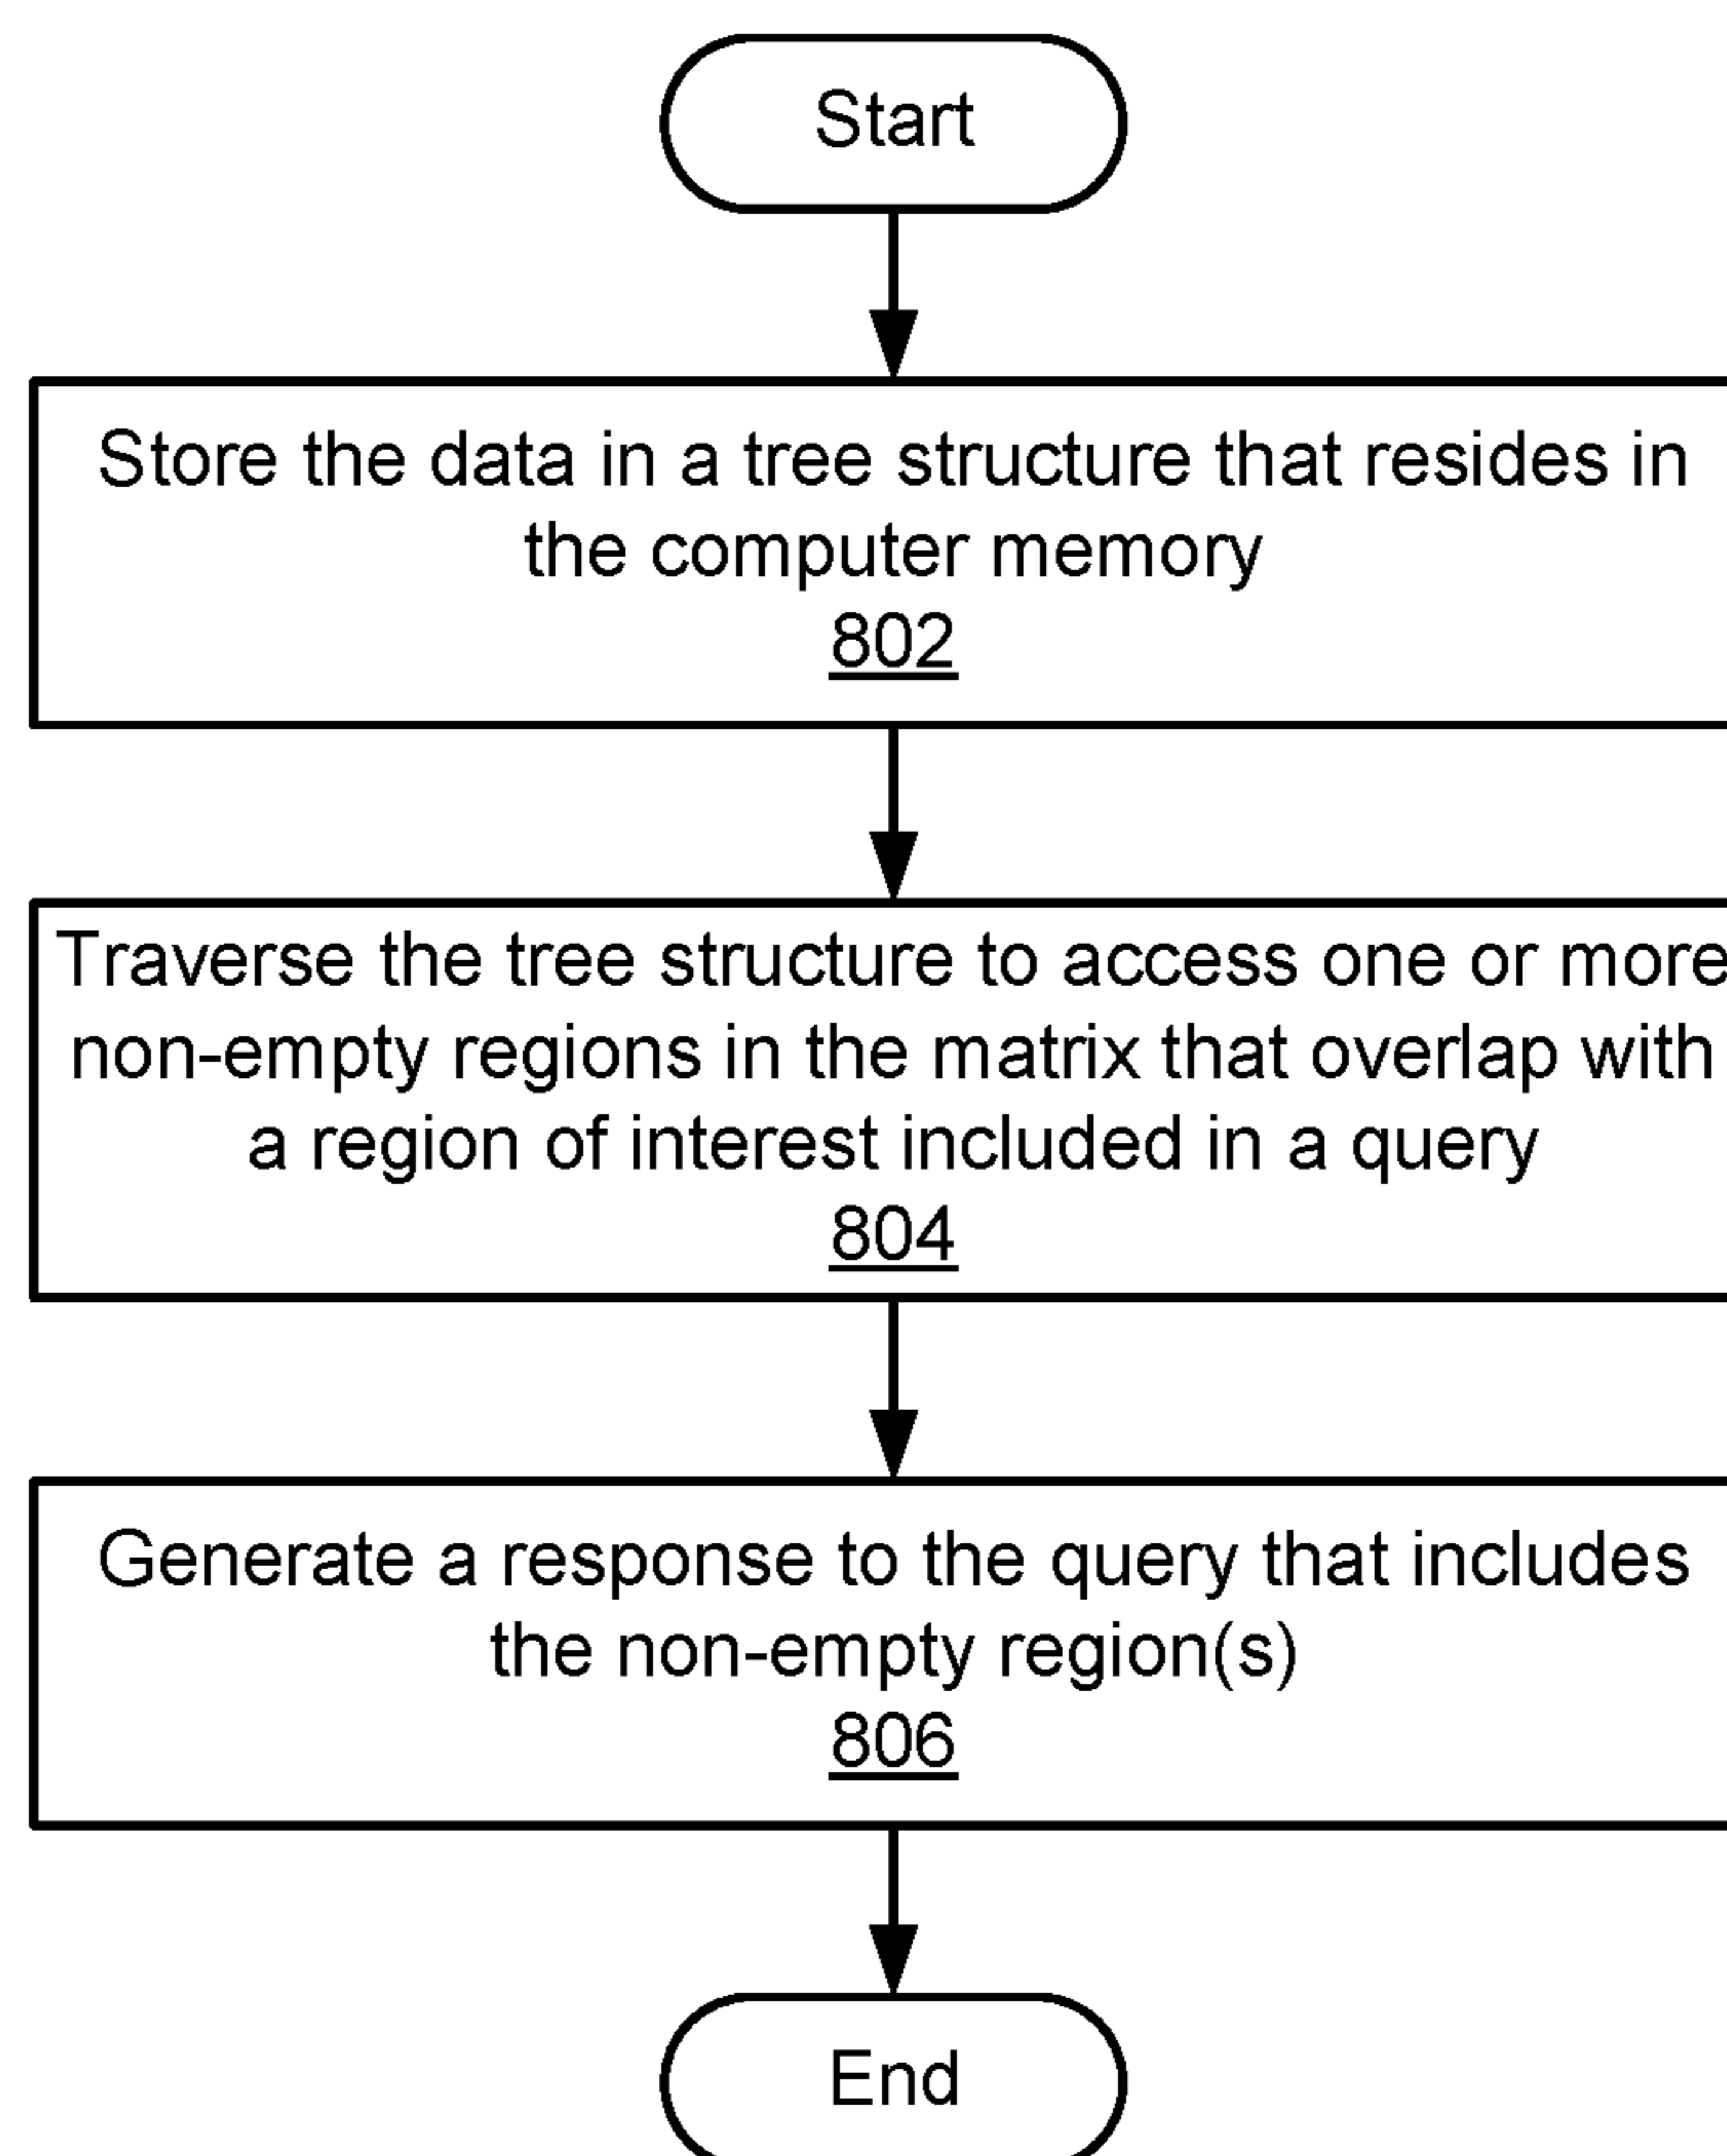 Start
Store the data in a tree structure that resides in
the computer memory
802
Traverse the tree structure to access one or more
non-empty regions in the matrix that overlap with
a region of interest included in a query
804
Generate a response to the query that includes
the non-empty region(s)
806
End